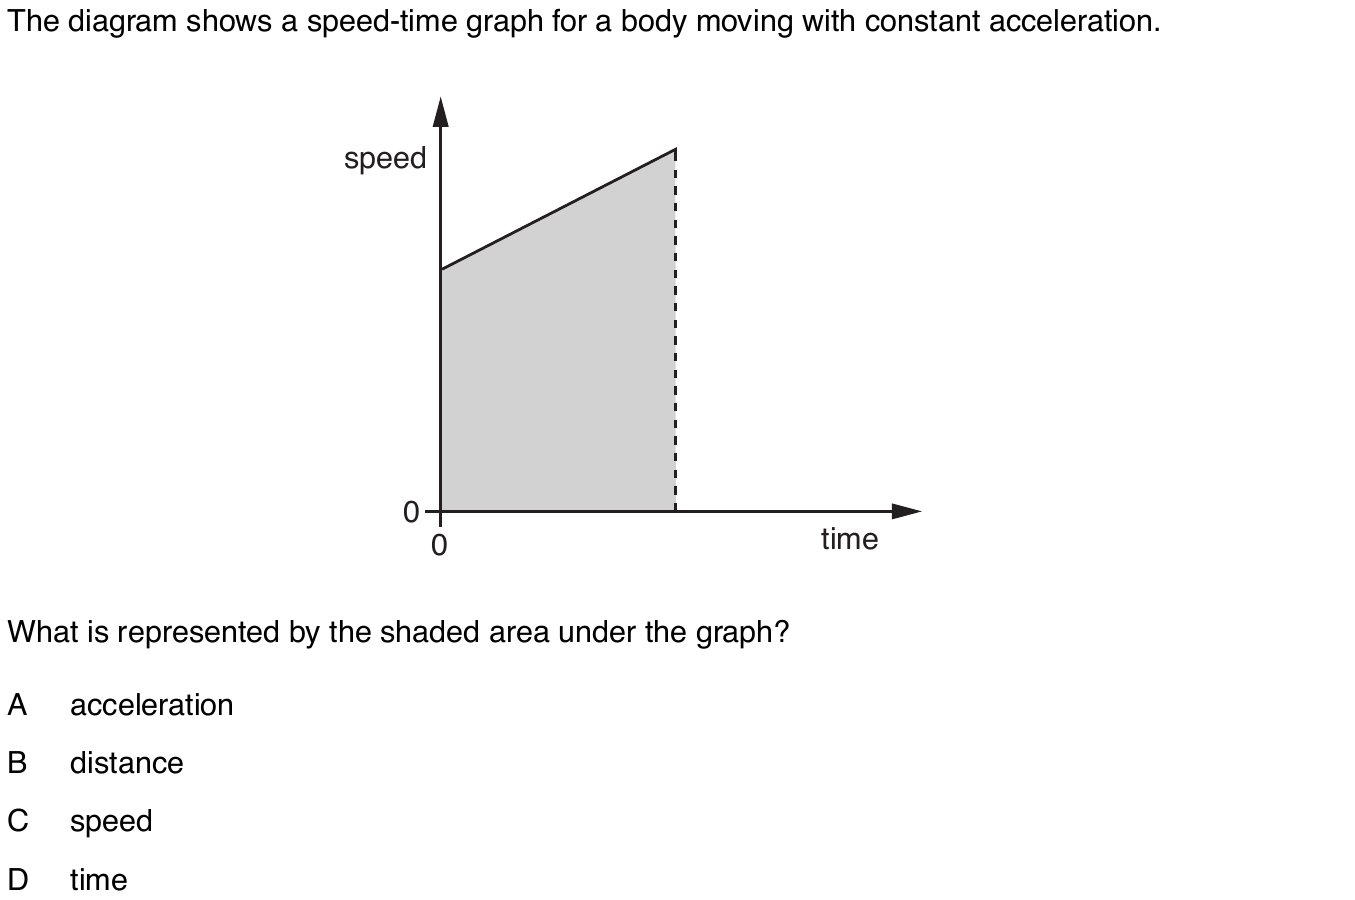 The diagram shows a speed-time graph for a body moving with constant acceleration.
speed
0
0
time
What is represented by the shaded area under the graph?
A acceleration
B distance
C speed
D time